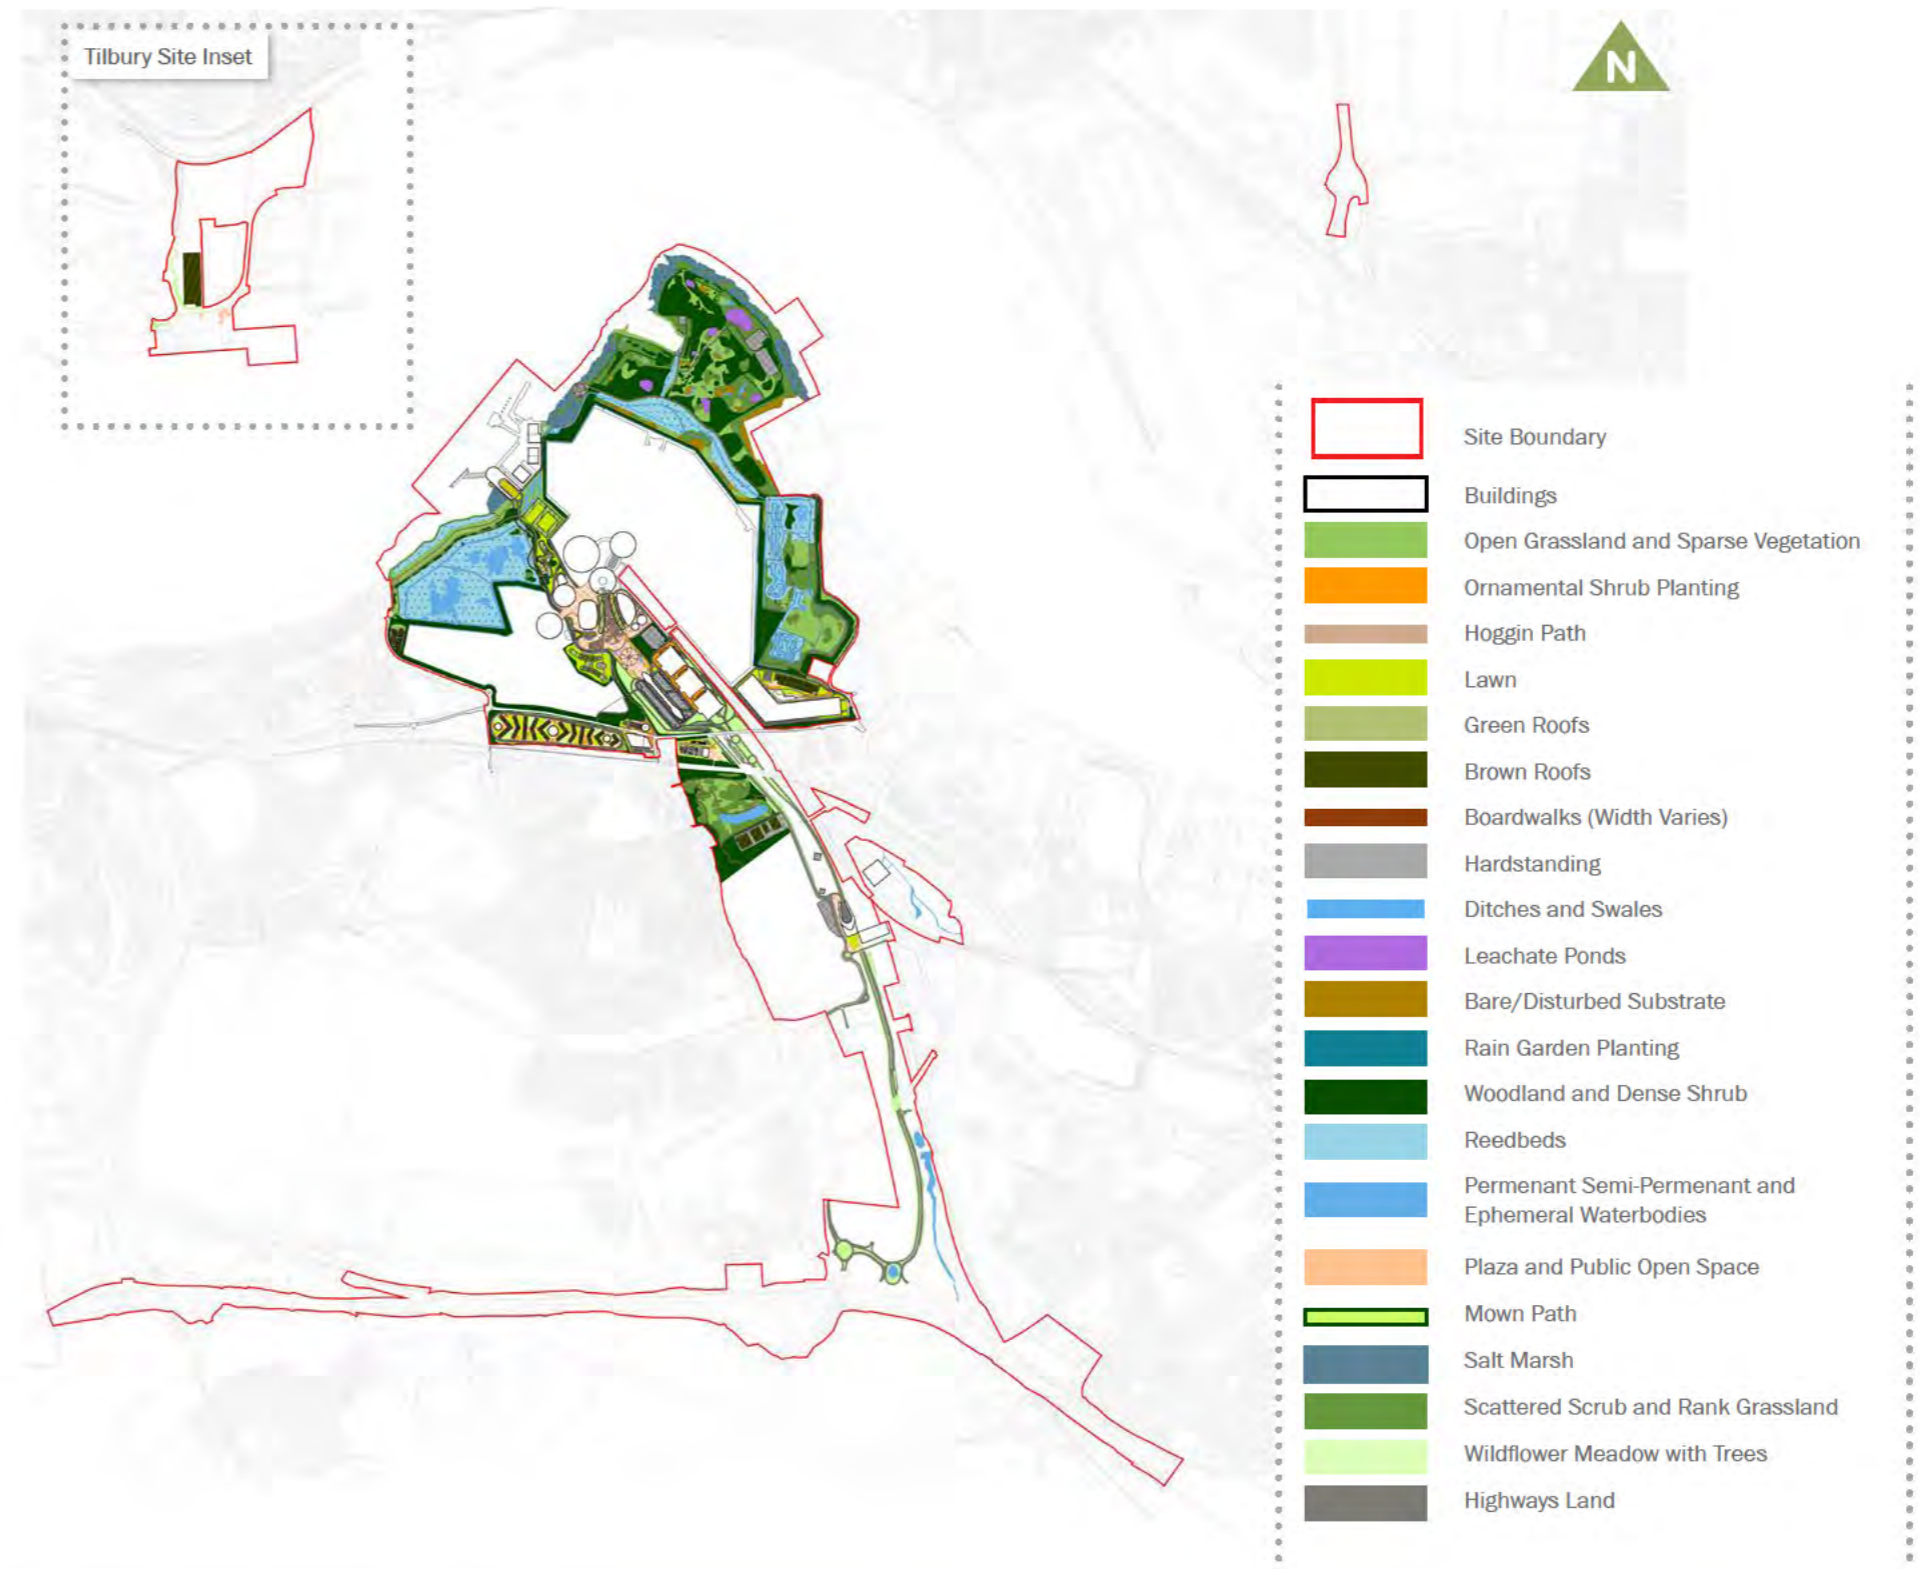 Tilbury Site Inset
N
Site Boundary
Buildings
Open Grassland and Sparse Vegetation
Ornamental Shrub Planting
Hoggin Path
Lawn
Green Roofs
Brown Roofs
Boardwalks (Width Varies)
Hardstanding
Ditches and Swales
Leachate Ponds
Bare/Disturbed Substrate
Rain Garden Planting
Woodland and Dense Shrub
Reedbeds
Permenant Semi-Permenant and
Ephemeral Waterbodies
Plaza and Public Open Space
Mown Path
Salt Marsh
Scattered Scrub and Rank Grassland
Wildflower Meadow with Trees
Highways Land